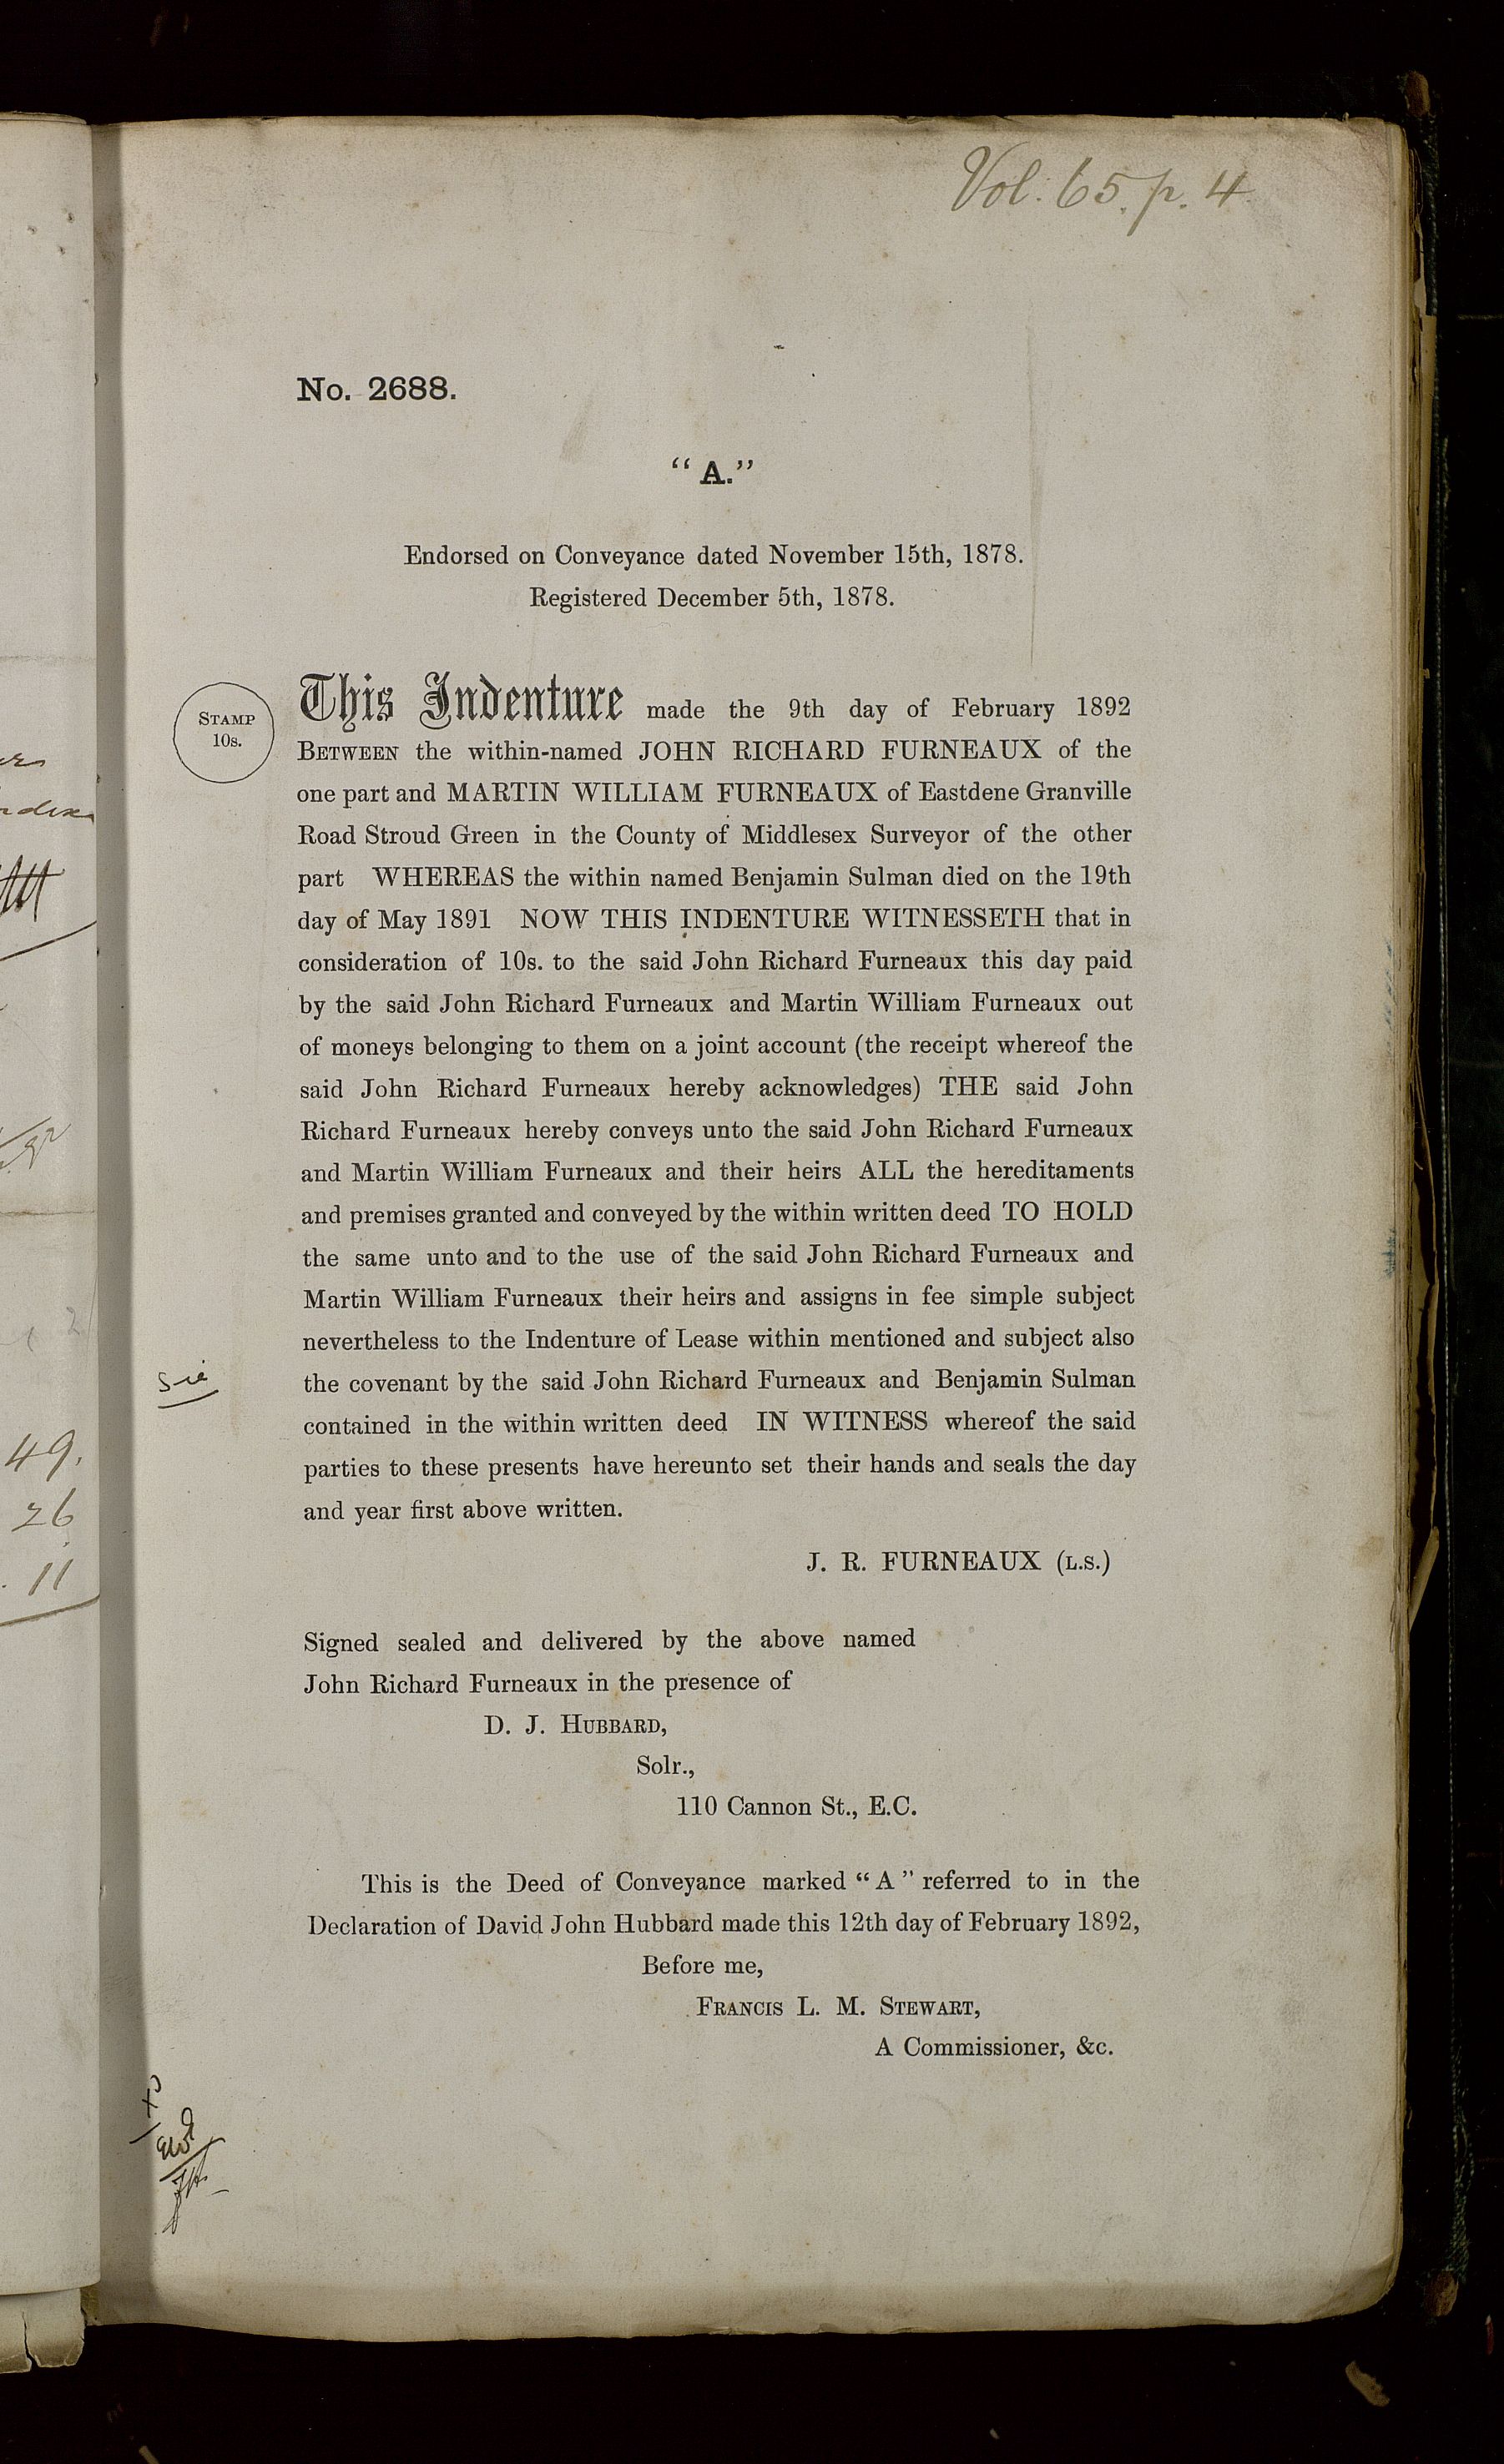 Vol: 65. p. 4
No. 2688.
“A.”
Endorsed on Conveyance dated November 15th, 1878.
Registered December 5th, 1878.
STAMP
10s.
This Indenture made the 9th day of February 1892
BETWEEN the within-named JOHN RICHARD FURNEAUX of the
one part and MARTIN WILLIAM FURNEAUX of Eastdene Granville
Road Stroud Green in the County of Middlesex Surveyor of the other
part WHEREAS the within named Benjamin Sulman died on the 19th
day of May 1891 NOW THIS INDENTURE WITNESSETH that in
consideration of 10s. to the said John Richard Furneaux this day paid
by the said John Richard Furneaux and Martin William Furneaux out
of moneys belonging to them on a joint account (the receipt whereof the
said John Richard Furneaux hereby acknowledges) THE said John
Richard Furneaux hereby conveys unto the said John Richard Furneaux
and Martin William Furneaux and their heirs ALL the hereditaments
and premises granted and conveyed by the within written deed TO HOLD
the same unto and to the use of the said John Richard Furneaux and
Martin William Furneaux their heirs and assigns in fee simple subject
nevertheless to the Indenture of Lease within mentioned and subject also
sic
the covenant by the said John Richard Furneaux and Benjamin Sulman
contained in the within written deed IN WITNESS whereof the said
parties to these presents have hereunto set their hands and seals the day
and year first above written.
J. R. FURNEAUX (L.S.)
Signed sealed and delivered by the above named
John Richard Furneaux in the presence of
D. J. HUBBARD,
Solr.,
110 Cannon St., E.C.
This is the Deed of Conveyance marked “A” referred to in the
Declaration of David John Hubbard made this 12th day of February 1892,
Before me,
FRANCIS L. M. STEWART,
A Commissioner, &c.
49.
26
11